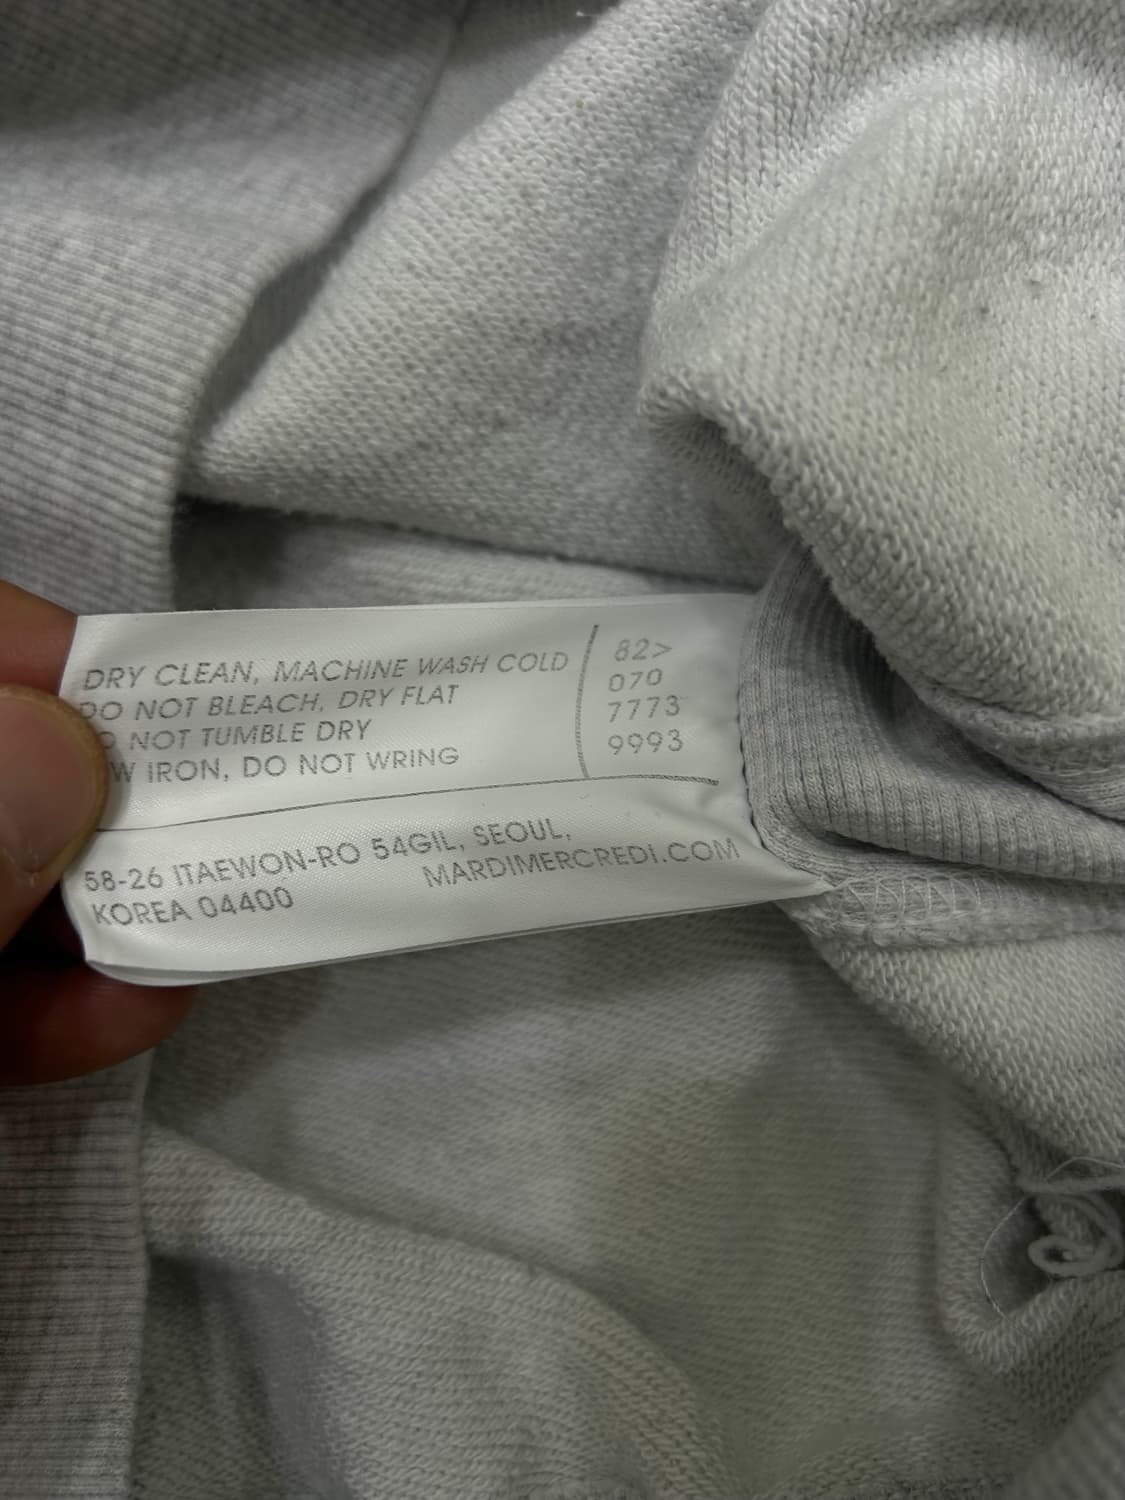 DRY CLEAN, MACHINE WASH COLD
DO NOT BLEACH, DRY FLAT
NOT TUMBLE DRY
IRON, DO NOT WRING
82>
070
7773
9993
58-26 ITAEWON-RO 54GIL, SEOUL,
KOREA 04400
MARDIMERCREDI.COM